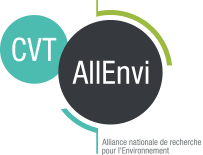 CVT
AllEnvi
Alliance nationale de recherche
pour l'Environnement